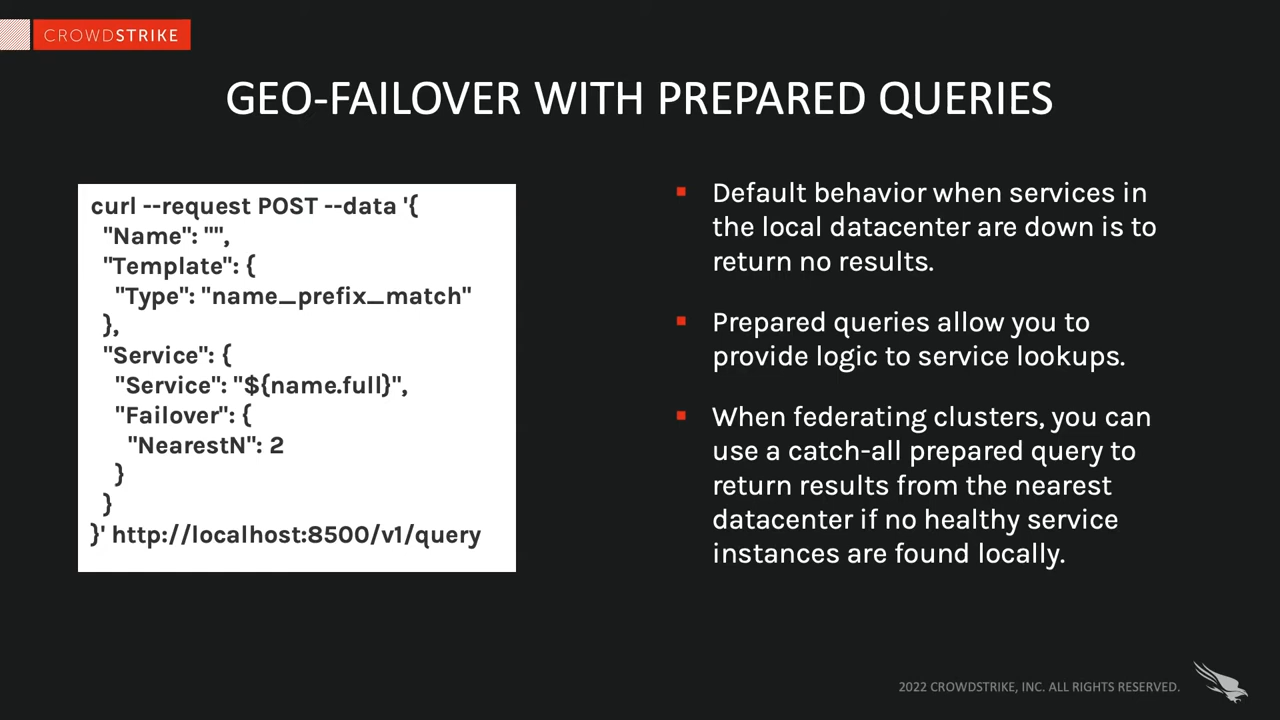 CROWDSTRIKE
GEO-FAILOVER WITH PREPARED QUERIES
curl --request POST --data '{
"Name": "",
"Template": {
"Type": "name_prefix_match"
},
"Service": {
"Service": "${name.full}",
"Failover": {
"NearestN": 2
}
}
}' http://localhost:8500/v1/query
▪ Default behavior when services in
the local datacenter are down is to
return no results.
▪ Prepared queries allow you to
provide logic to service lookups.
▪ When federating clusters, you can
use a catch-all prepared query to
return results from the nearest
datacenter if no healthy service
instances are found locally.
2022 CROWDSTRIKE, INC. ALL RIGHTS RESERVED.